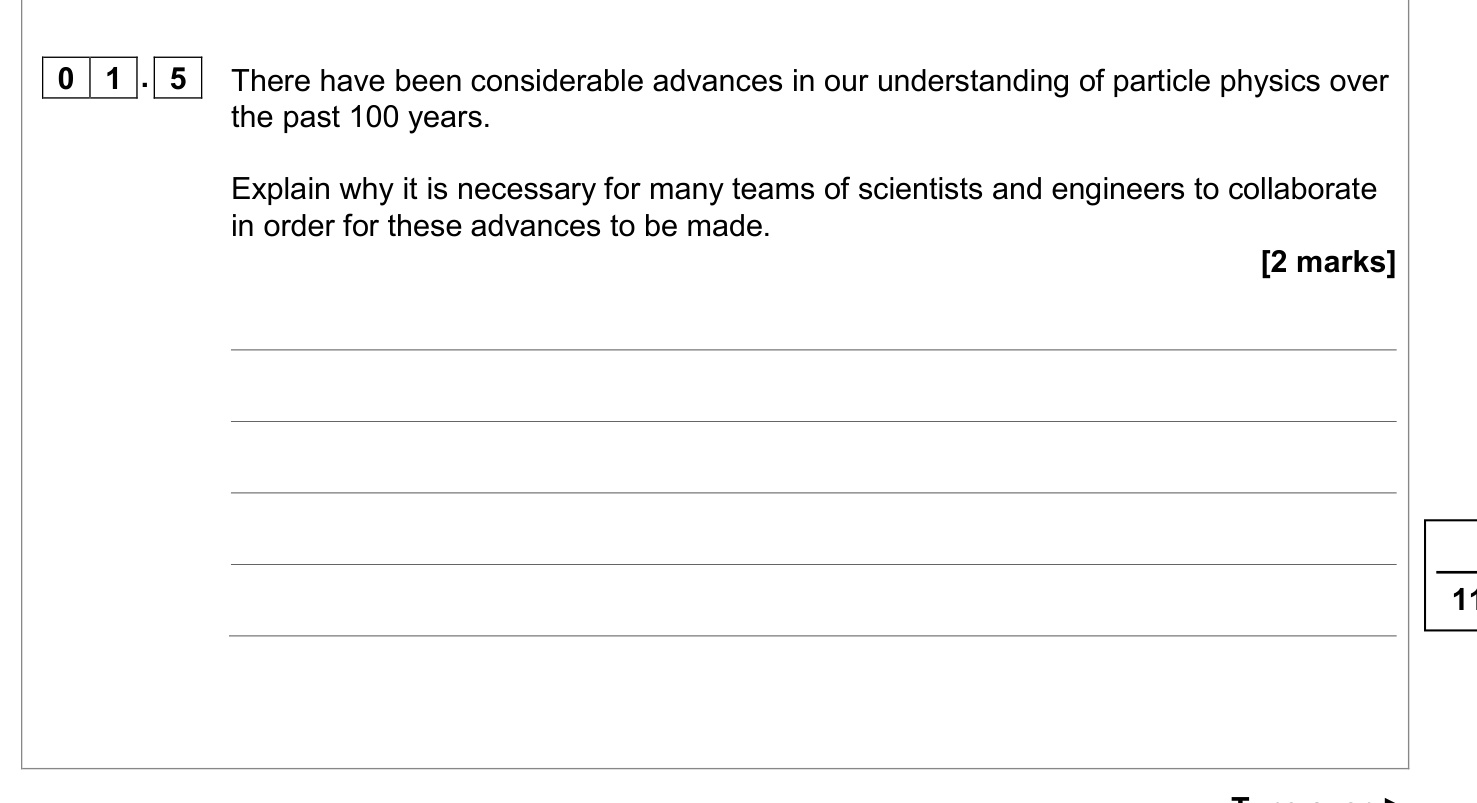 0 1 . 5 There have been considerable advances in our understanding of particle physics over
the past 100 years.
Explain why it is necessary for many teams of scientists and engineers to collaborate
in order for these advances to be made.
[2 marks]
11